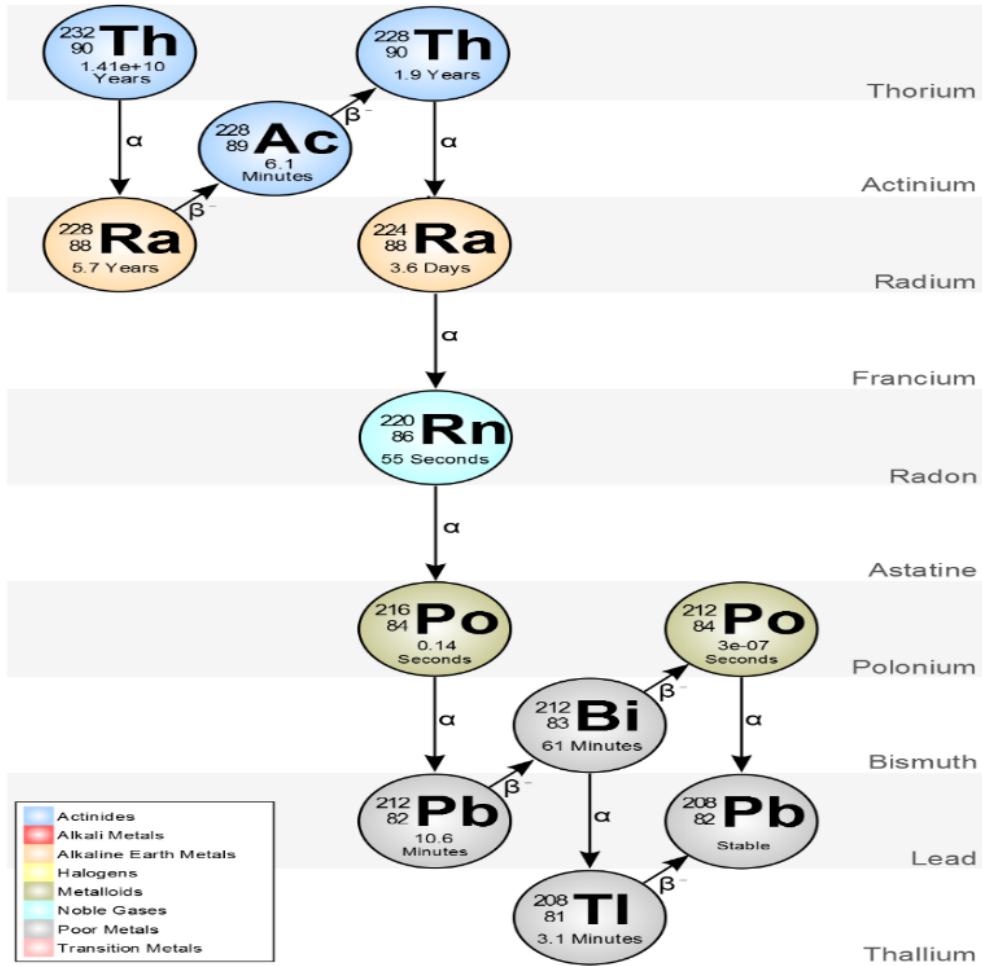 232
90 Th
1.41e+10
Years
228
90 Th
1.9 Years
Thorium
α
β⁻
α
228
89 Ac
6.1
Minutes
Actinium
β⁻
228
88 Ra
5.7 Years
224
88 Ra
3.6 Days
Radium
α
Francium
220
86 Rn
55 Seconds
Radon
α
Astatine
216
84 Po
0.14
Seconds
212
84 Po
3e-07
Seconds
Polonium
α
β⁻
α
212
83 Bi
61 Minutes
Bismuth
β⁻
212
82 Pb
10.6
Minutes
α
208
82 Pb
Stable
Lead
β⁻
208
81 Tl
3.1 Minutes
Thallium
Actinides
Alkali Metals
Alkaline Earth Metals
Halogens
Metalloids
Noble Gases
Poor Metals
Transition Metals